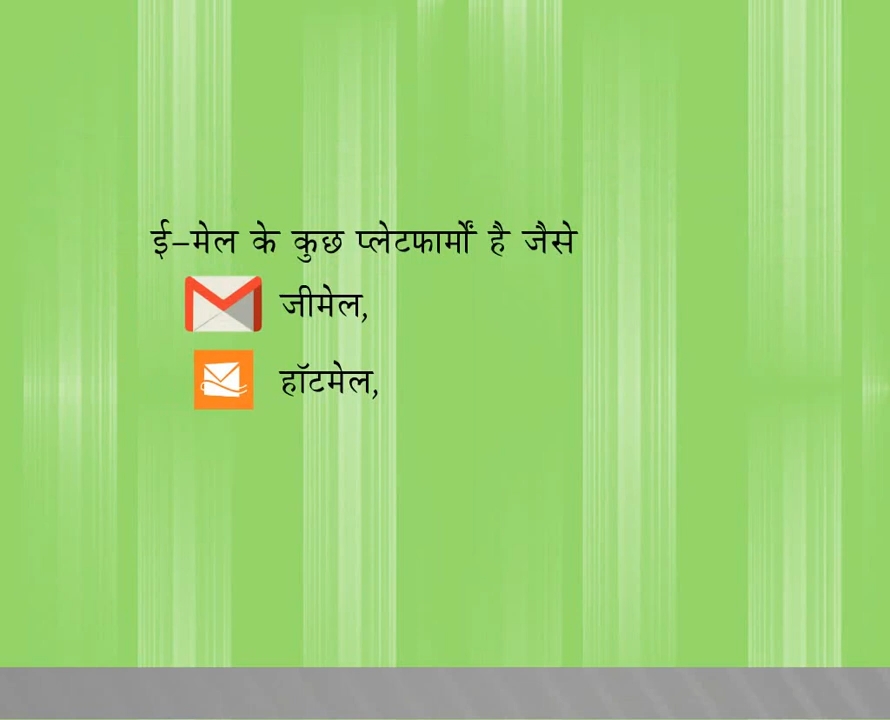 ई-मेल के कुछ प्लेटफार्मों है जैसे
जीमेल,
हॉटमेल,